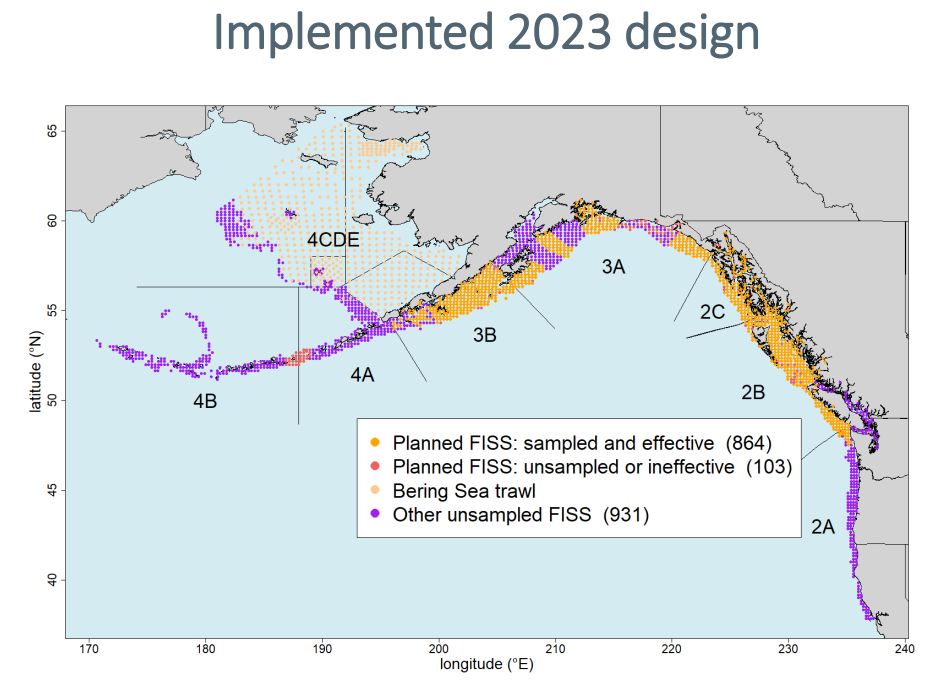 Implemented 2023 design
65
60
55
50
45
40
latitude (°N)
4CDE
3A
2C
3B
4A
2B
4B
2A
Planned FISS: sampled and effective (864)
Planned FISS: unsampled or ineffective (103)
Bering Sea trawl
Other unsampled FISS (931)
170 180 190 200 210 220 230 240
longitude (°E)